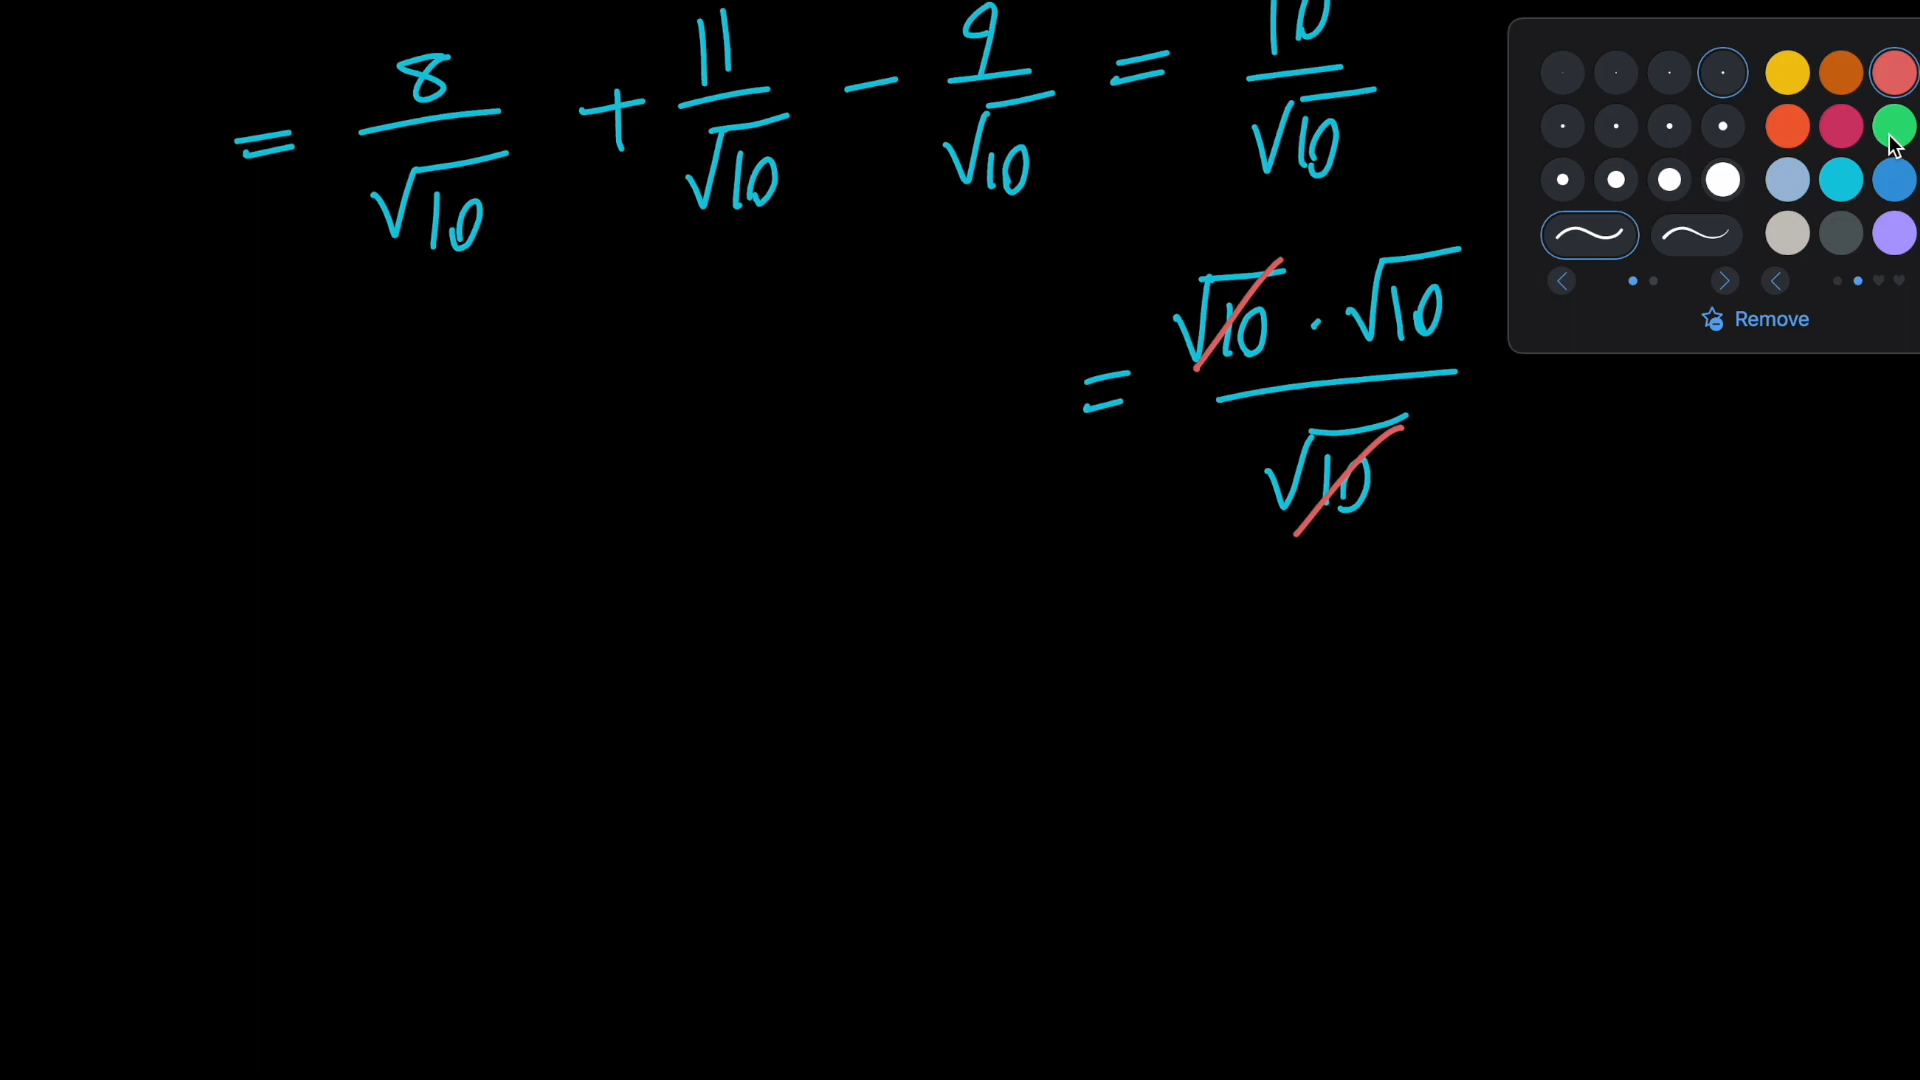 = 8/√10 + 11/√10 - 9/√10 = 10/√10
= √10 · √10 / √10
Remove